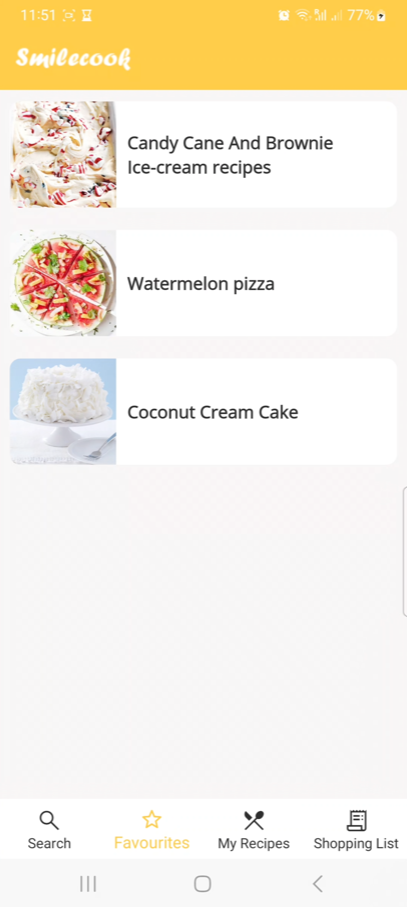 11:51 77%
Smilecook
Candy Cane And Brownie
Ice-cream recipes
Watermelon pizza
Coconut Cream Cake
Search Favourites My Recipes Shopping List